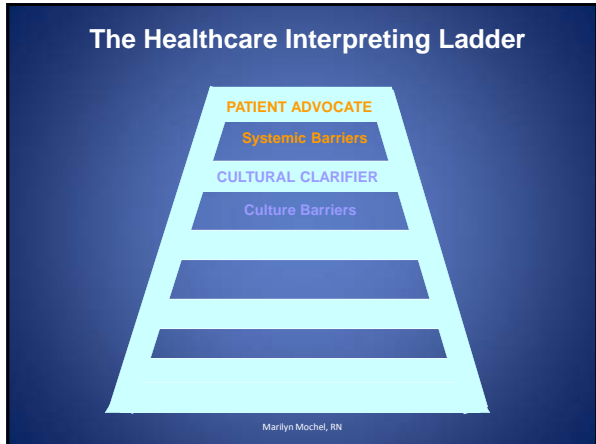 The Healthcare Interpreting Ladder
PATIENT ADVOCATE
Systemic Barriers
CULTURAL CLARIFIER
Culture Barriers
Marilyn Mochel, RN